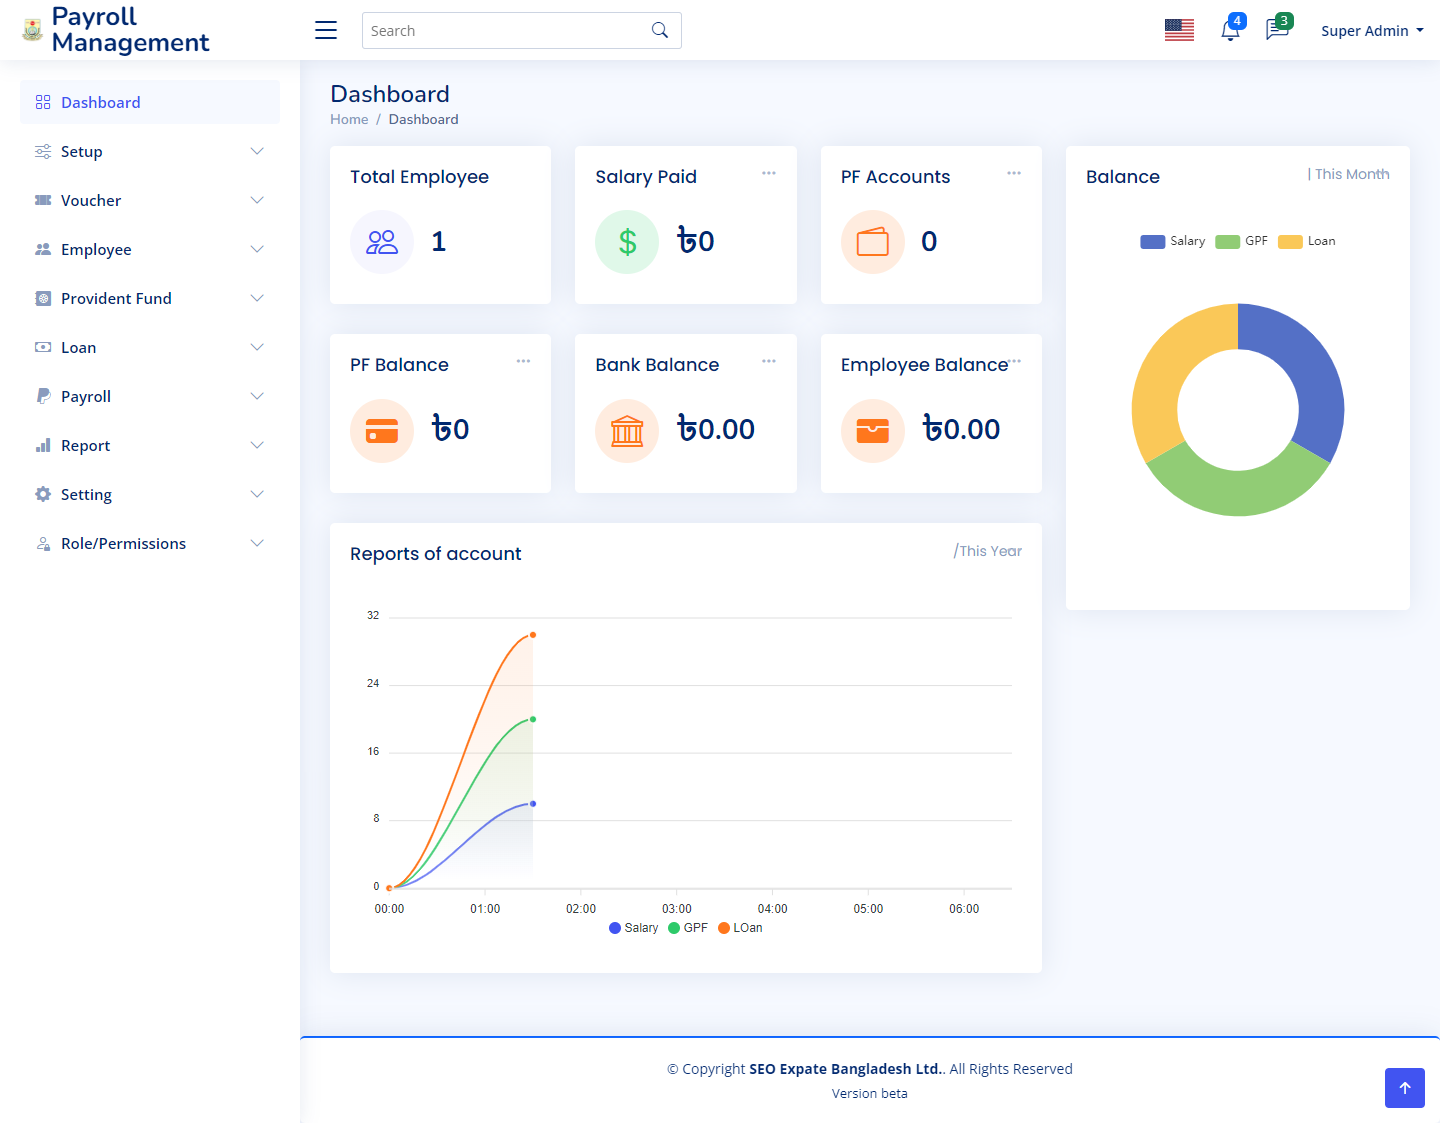 Payroll
Management
Search
4
3
Super Admin
Dashboard
Setup
Voucher
Employee
Provident Fund
Loan
Payroll
Report
Setting
Role/Permissions
Dashboard
Home / Dashboard
Total Employee
1
Salary Paid
$
৳0
PF Accounts
0
PF Balance
৳0
Bank Balance
৳0.00
Employee Balance
৳0.00
Balance
| This Month
Salary GPF Loan
Reports of account
/This Year
32
24
16
8
0
00:00 01:00 02:00 03:00 04:00 05:00 06:00
Salary GPF LOan
© Copyright SEO Expate Bangladesh Ltd.. All Rights Reserved
Version beta